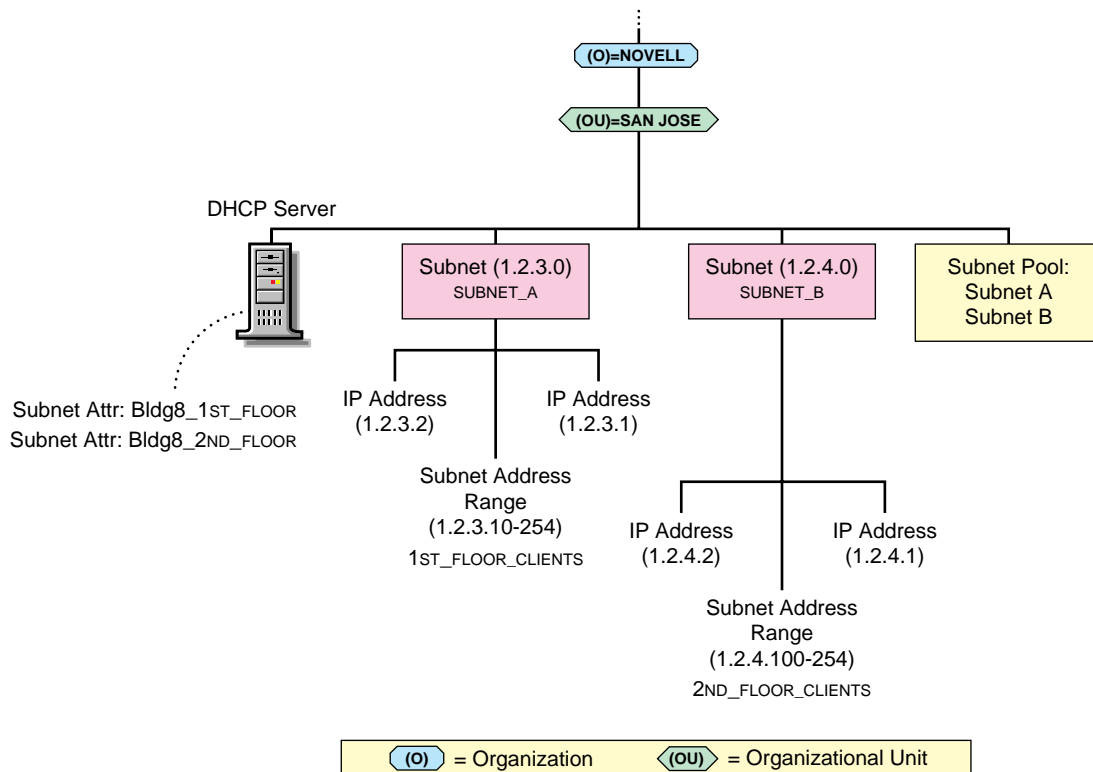 (O)=NOVELL
(OU)=SAN JOSE
DHCP Server
Subnet Attr: Bldg8_1ST_FLOOR
Subnet Attr: Bldg8_2ND_FLOOR
Subnet (1.2.3.0)
SUBNET_A
IP Address
(1.2.3.2)
IP Address
(1.2.3.1)
Subnet Address
Range
(1.2.3.10-254)
1ST_FLOOR_CLIENTS
Subnet (1.2.4.0)
SUBNET_B
IP Address
(1.2.4.2)
IP Address
(1.2.4.1)
Subnet Address
Range
(1.2.4.100-254)
2ND_FLOOR_CLIENTS
Subnet Pool:
Subnet A
Subnet B
(O) = Organization
(OU) = Organizational Unit